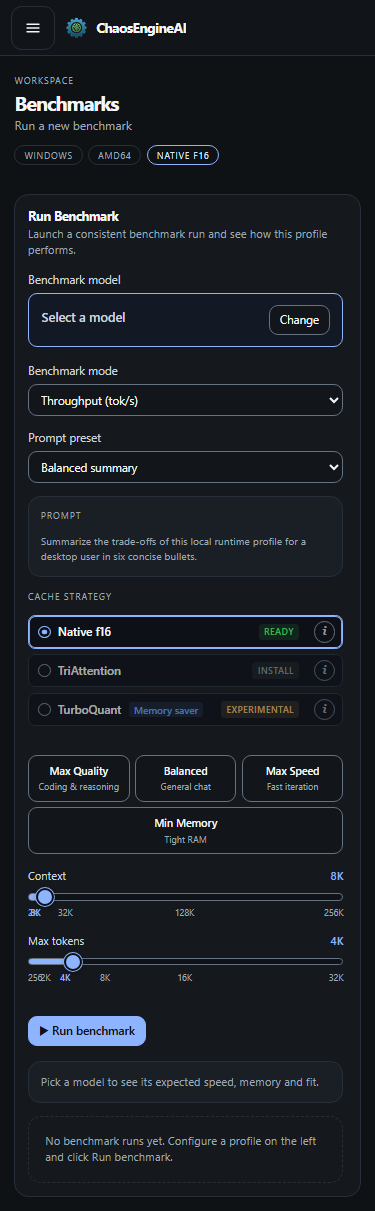 ChaosEngineAI
WORKSPACE
Benchmarks
Run a new benchmark
WINDOWS AMD64 NATIVE F16
Run Benchmark
Launch a consistent benchmark run and see how this profile
performs.
Benchmark model
Select a model Change
Benchmark mode
Throughput (tok/s)
Prompt preset
Balanced summary
PROMPT
Summarize the trade-offs of this local runtime profile for a
desktop user in six concise bullets.
CACHE STRATEGY
Native f16 READY i
TriAttention INSTALL i
TurboQuant Memory saver EXPERIMENTAL i
Max Quality Balanced Max Speed
Coding & reasoning General chat Fast iteration
Min Memory
Tight RAM
Context 8K
8K 32K 128K 256K
Max tokens 4K
256 2K 4K 8K 16K 32K
Run benchmark
Pick a model to see its expected speed, memory and fit.
No benchmark runs yet. Configure a profile on the left
and click Run benchmark.